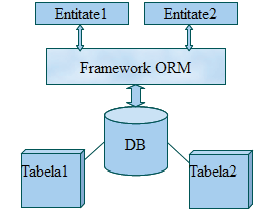 Entitate1
Entitate2
Framework ORM
DB
Tabela1
Tabela2